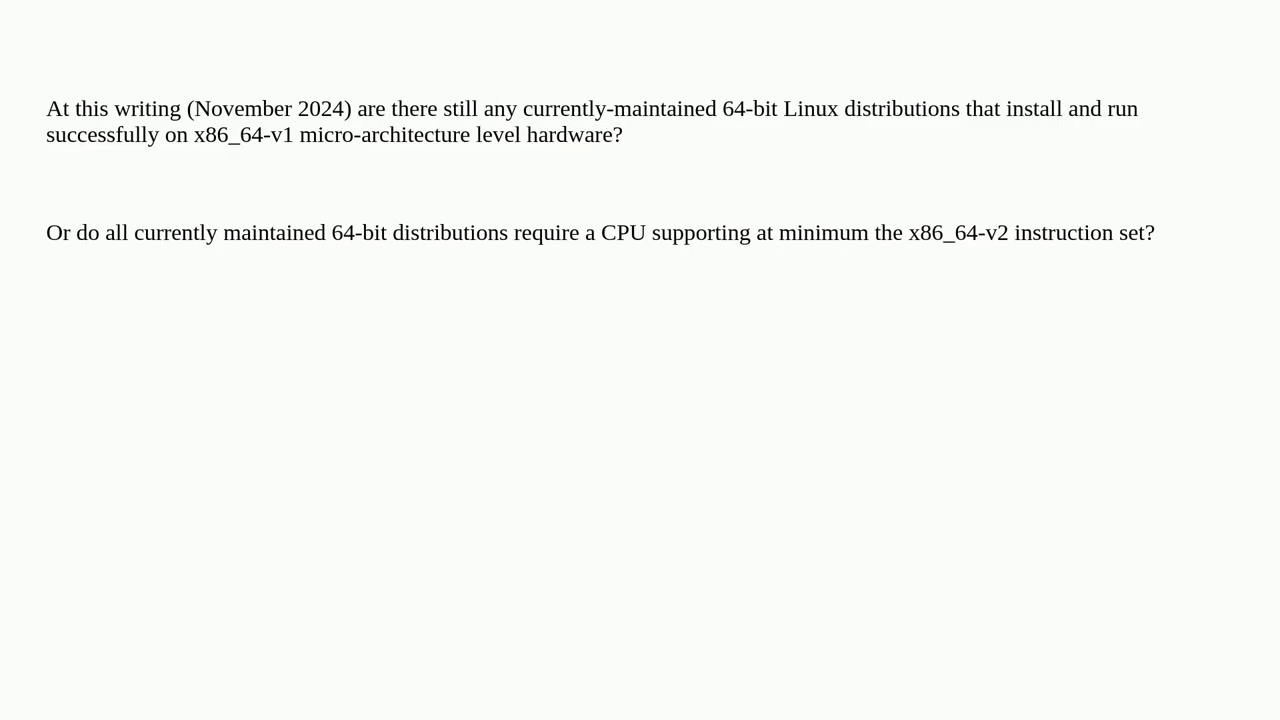 At this writing (November 2024) are there still any currently-maintained 64-bit Linux distributions that install and run
successfully on x86_64-v1 micro-architecture level hardware?
Or do all currently maintained 64-bit distributions require a CPU supporting at minimum the x86_64-v2 instruction set?